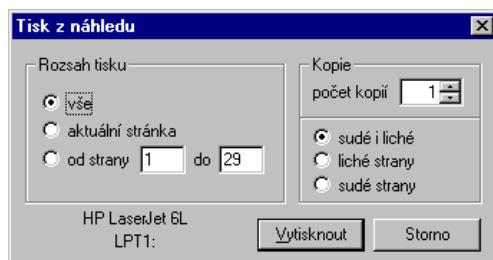 Tisk z náhledu
Rozsah tisku
vše
aktuální stránka
od strany 1 do 29
Kopie
počet kopií 1
sudé i liché
liché strany
sudé strany
HP LaserJet 6L
LPT1:
Vytisknout
Storno